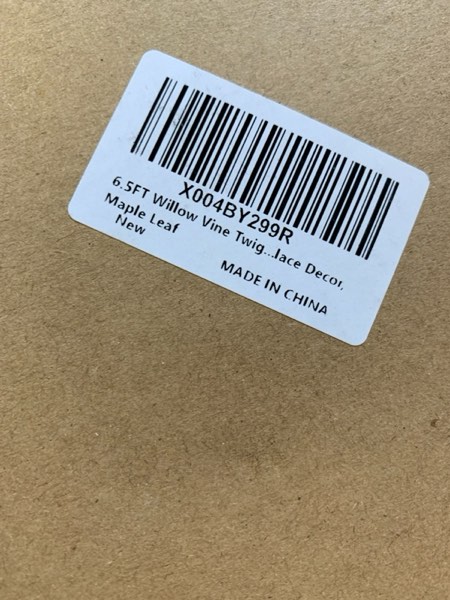 X004BY299R
6.5FT Willow Vine Twig...lace Decor,
Maple Leaf
New
MADE IN CHINA